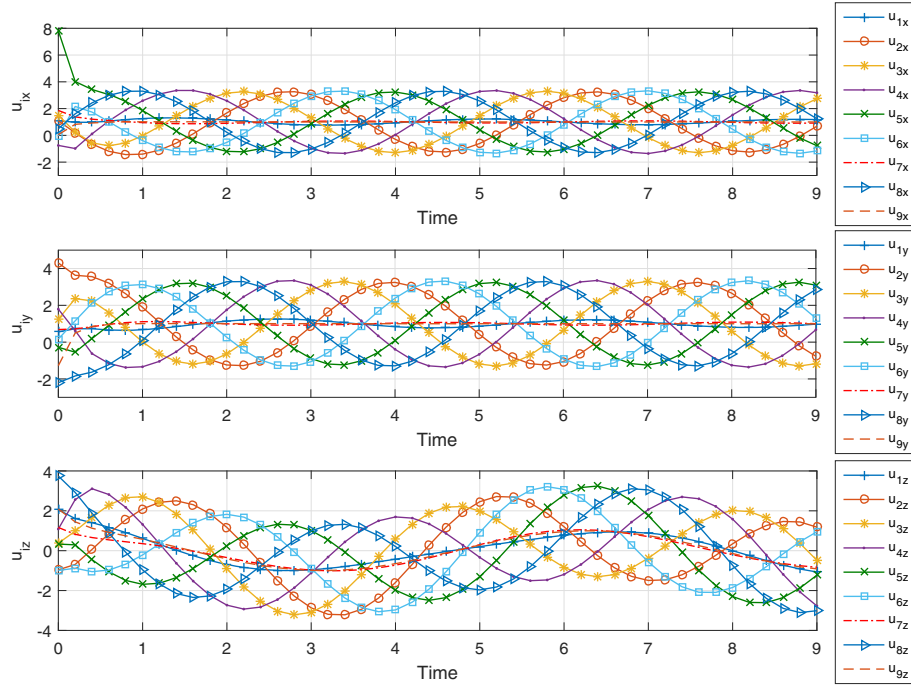 8
6
4
2
0
-2
u_ix
0 1 2 3 4 5 6 7 8 9
Time
u_1x
u_2x
u_3x
u_4x
u_5x
u_6x
u_7x
u_8x
u_9x
4
2
0
-2
u_iy
0 1 2 3 4 5 6 7 8 9
Time
u_1y
u_2y
u_3y
u_4y
u_5y
u_6y
u_7y
u_8y
u_9y
4
2
0
-2
-4
u_iz
0 1 2 3 4 5 6 7 8 9
Time
u_1z
u_2z
u_3z
u_4z
u_5z
u_6z
u_7z
u_8z
u_9z